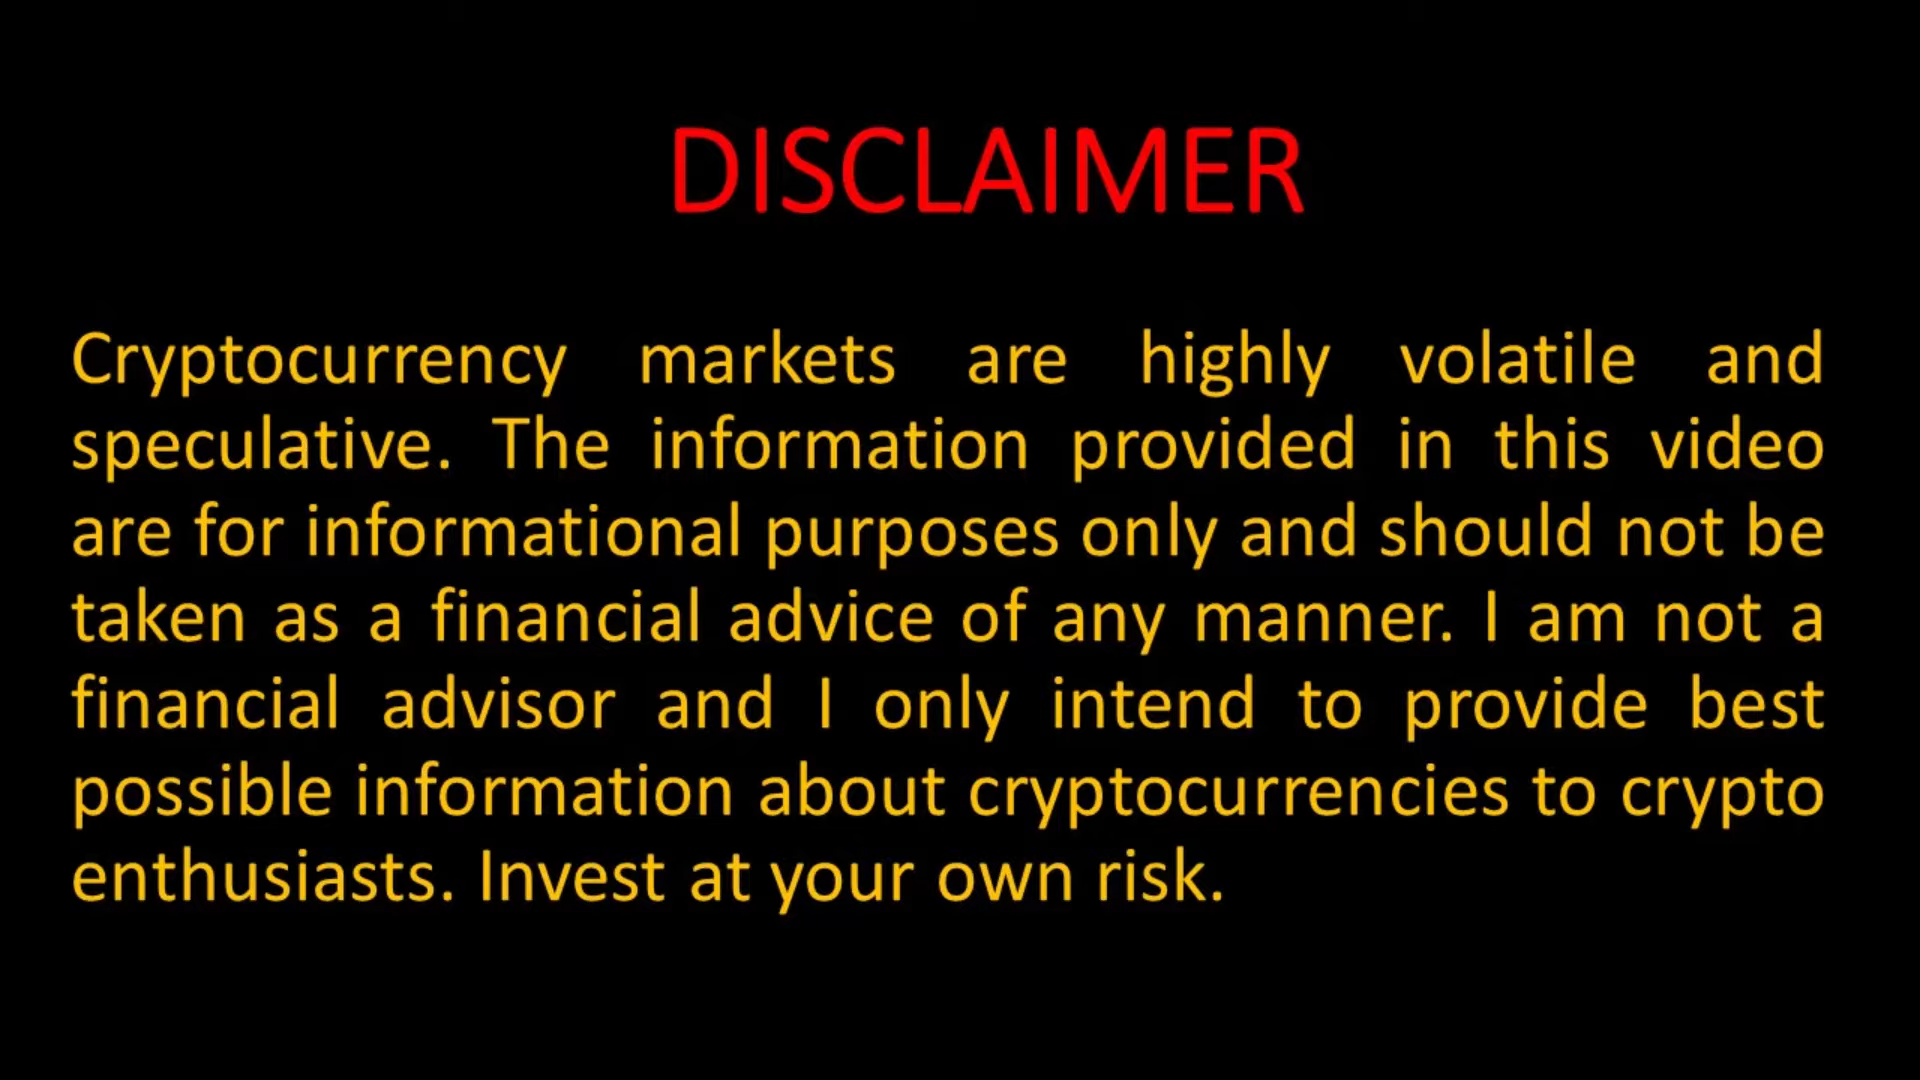 DISCLAIMER
Cryptocurrency markets are highly volatile and
speculative. The information provided in this video
are for informational purposes only and should not be
taken as a financial advice of any manner. I am not a
financial advisor and I only intend to provide best
possible information about cryptocurrencies to crypto
enthusiasts. Invest at your own risk.